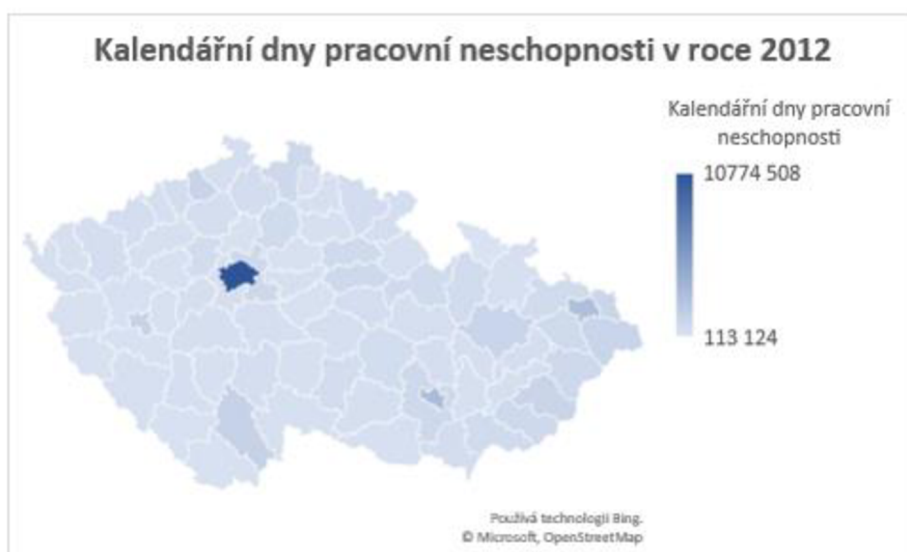 Kalendářní dny pracovní neschopnosti v roce 2012
Kalendářní dny pracovní
neschopnosti
10774 508
113 124
Používá technologii Bing.
© Microsoft, OpenStreetMap